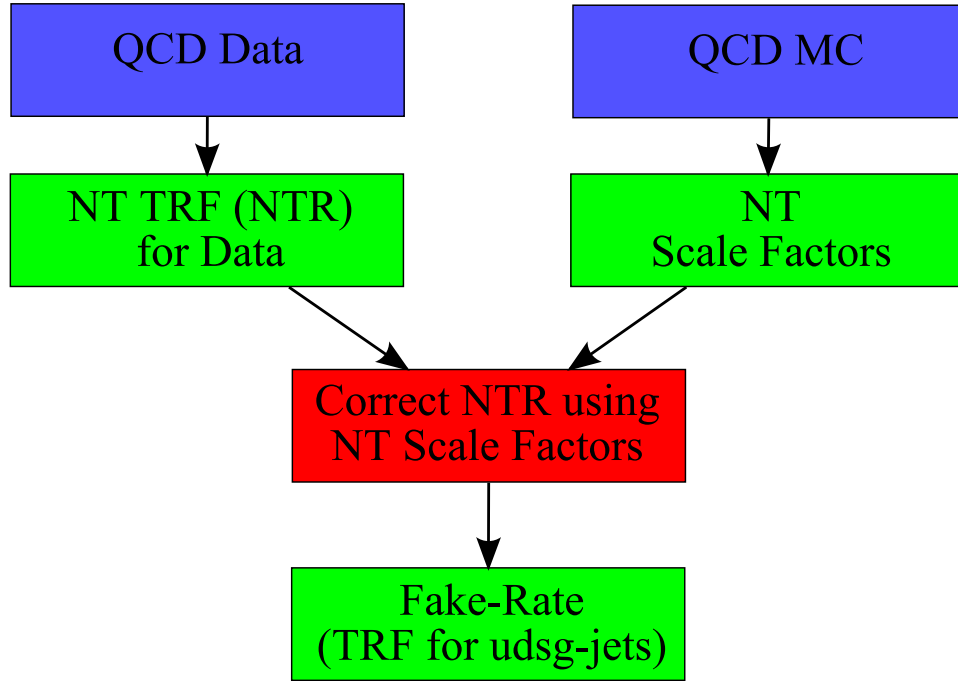 QCD Data
QCD MC
NT TRF (NTR)
for Data
NT
Scale Factors
Correct NTR using
NT Scale Factors
Fake-Rate
(TRF for udsg-jets)